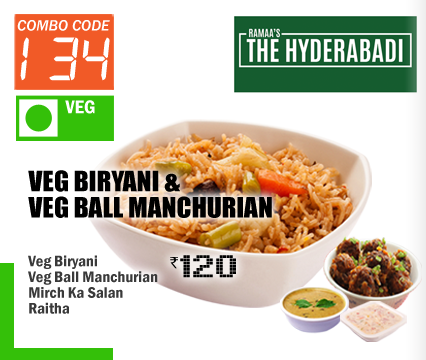 COMBO CODE
134
VEG
RAMAA'S
THE HYDERABADI
VEG BIRYANI &
VEG BALL MANCHURIAN
Veg Biryani
Veg Ball Manchurian
Mirch Ka Salan
Raitha
₹120